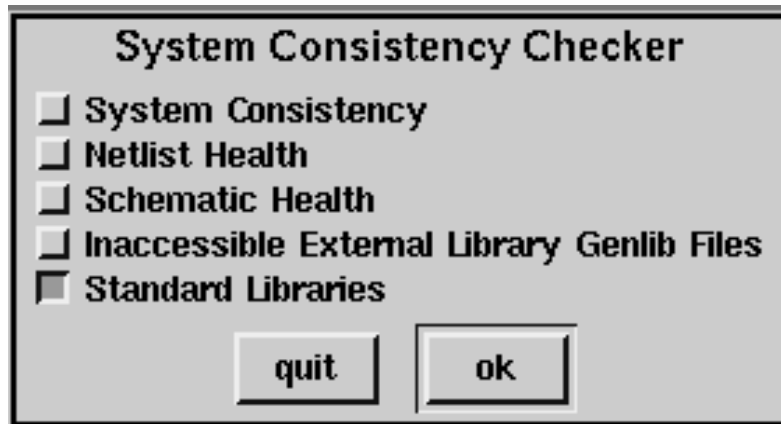 System Consistency Checker
System Consistency
Netlist Health
Schematic Health
Inaccessible External Library Genlib Files
Standard Libraries
quit ok